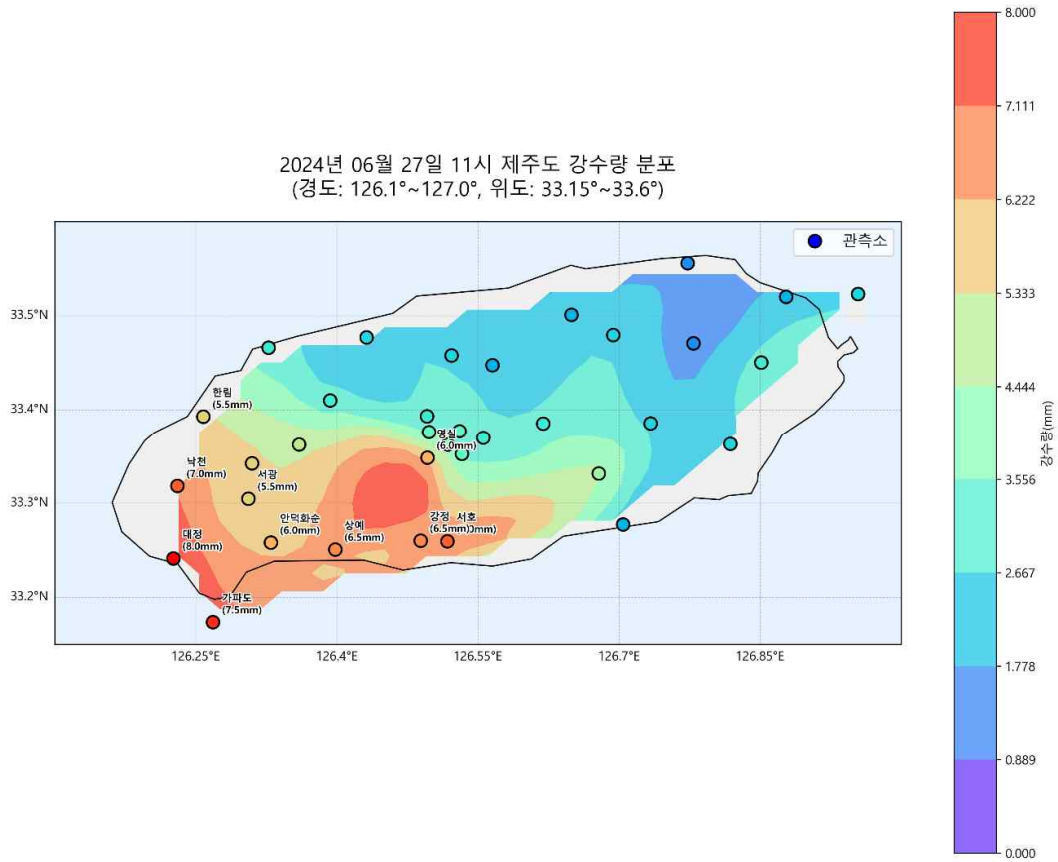 2024년 06월 27일 11시 제주도 강수량 분포
(경도: 126.1°~127.0°, 위도: 33.15°~33.6°)
관측소
33.5°N
33.4°N
33.3°N
33.2°N
한림
(5.5mm)
영실
(6.0mm)
낙천
(7.0mm)
서광
(5.5mm)
안덕화순
(6.0mm)
상예
(6.5mm)
강정
(6.5mm)
서호
대정
(8.0mm)
가파도
(7.5mm)
126.25°E
126.4°E
126.55°E
126.7°E
126.85°E
8.000
7.111
6.222
5.333
4.444
3.556
2.667
1.778
0.889
0.000
강수량(mm)